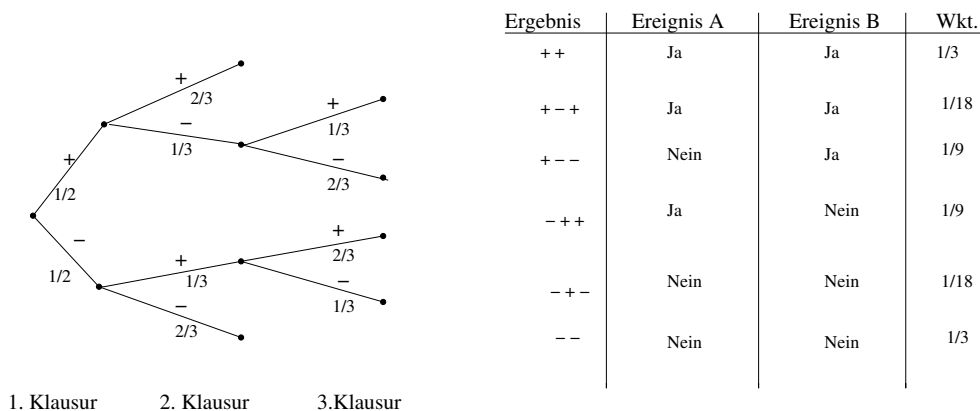 +
2/3
+
1/3
−
1/3
−
2/3
+
1/2
−
1/2
+
2/3
+
1/3
−
1/3
−
2/3
1. Klausur 2. Klausur 3.Klausur
Ergebnis Ereignis A Ereignis B Wkt.
+ + Ja Ja 1/3
+ − + Ja Ja 1/18
+ − − Nein Ja 1/9
− + + Ja Nein 1/9
− + − Nein Nein 1/18
− − Nein Nein 1/3